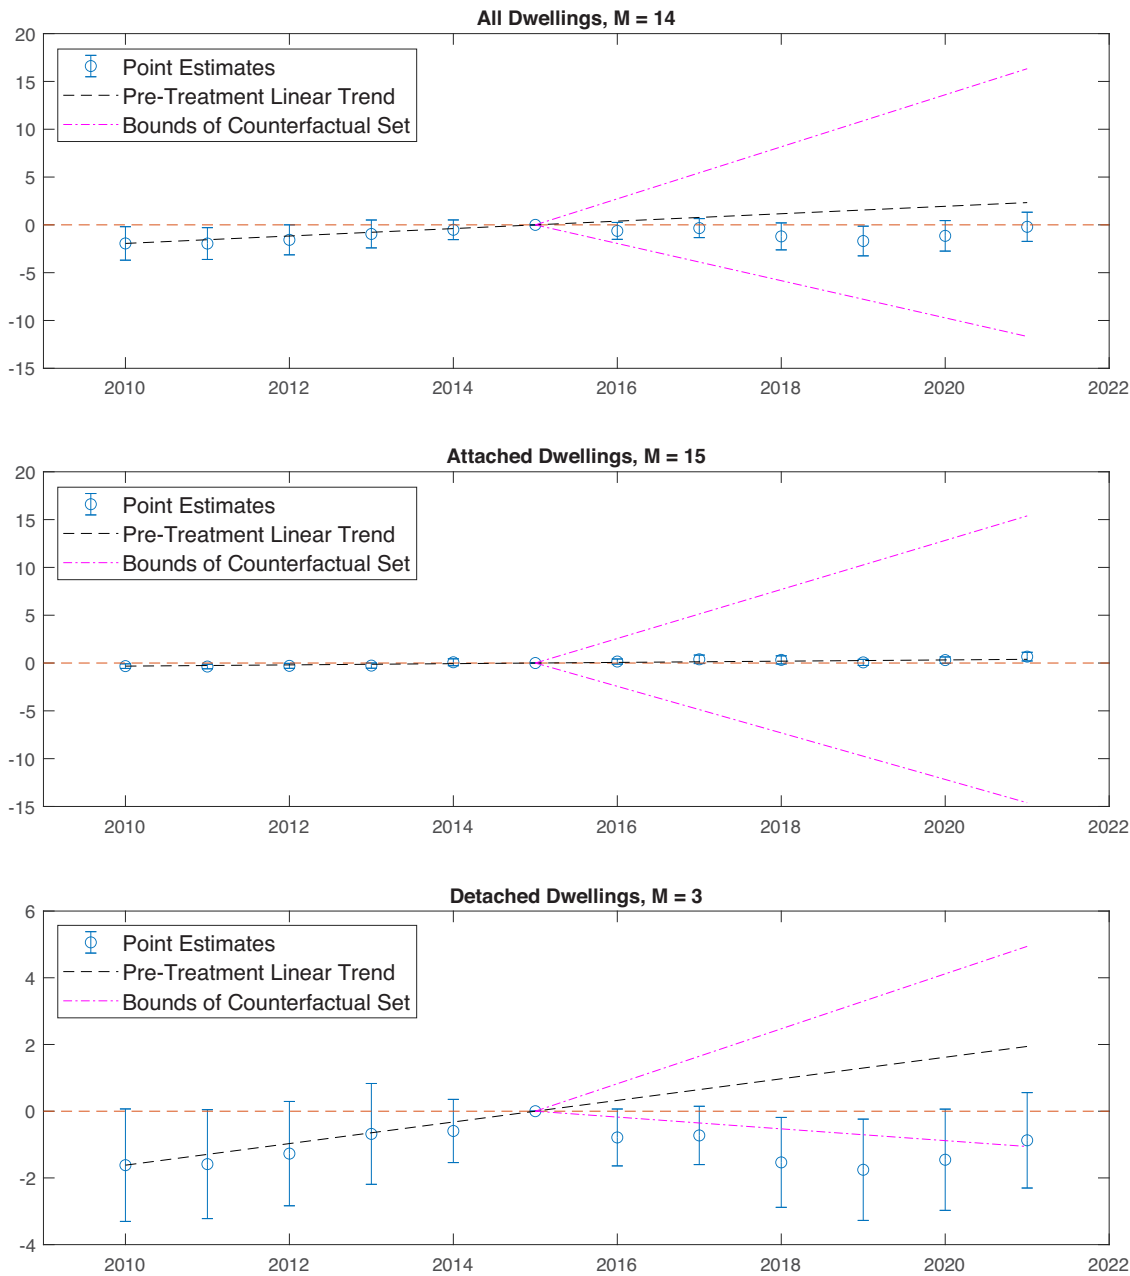 All Dwellings, M = 14
20
15
10
5
0
-5
-10
-15
Point Estimates
Pre-Treatment Linear Trend
Bounds of Counterfactual Set
2010 2012 2014 2016 2018 2020 2022
Attached Dwellings, M = 15
20
15
10
5
0
-5
-10
-15
Point Estimates
Pre-Treatment Linear Trend
Bounds of Counterfactual Set
2010 2012 2014 2016 2018 2020 2022
Detached Dwellings, M = 3
6
4
2
0
-2
-4
Point Estimates
Pre-Treatment Linear Trend
Bounds of Counterfactual Set
2010 2012 2014 2016 2018 2020 2022